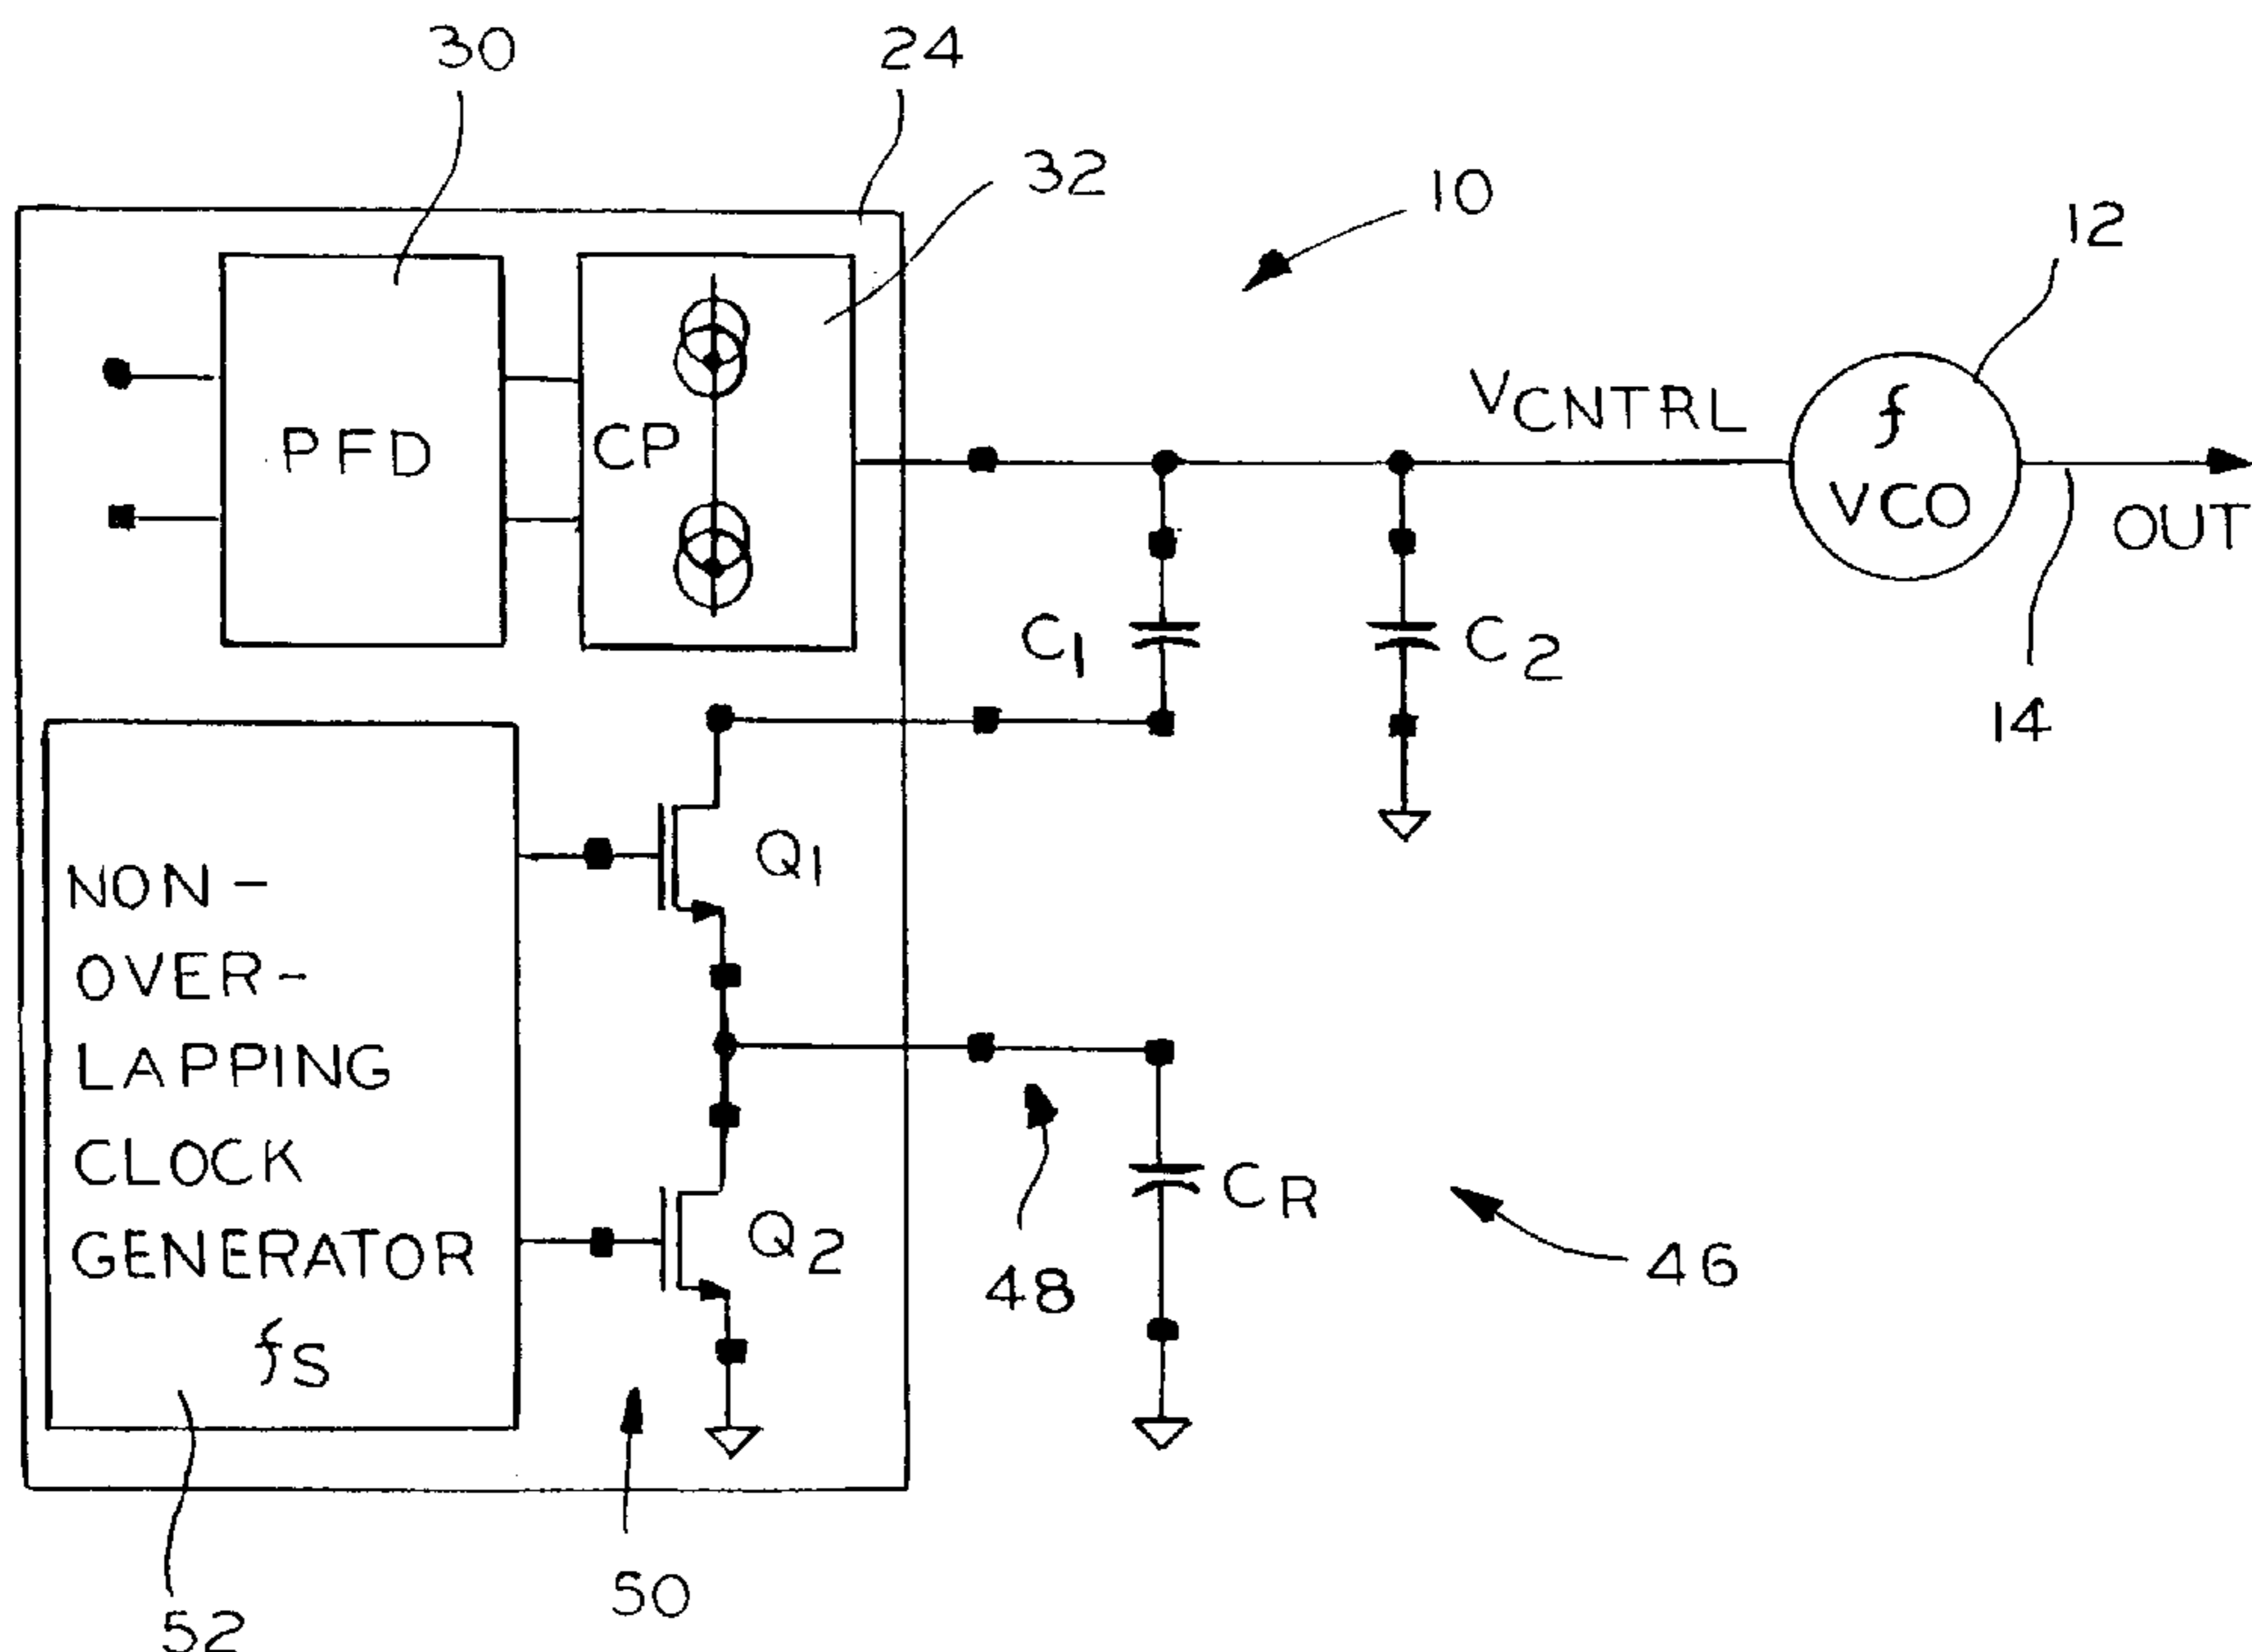 30
24
32
10
12
PFD
CP
VCNTRL
f
VCO
OUT
14
C1
C2
NON-
OVER-
LAPPING
CLOCK
GENERATOR
fS
Q1
Q2
CR
48
46
50
52